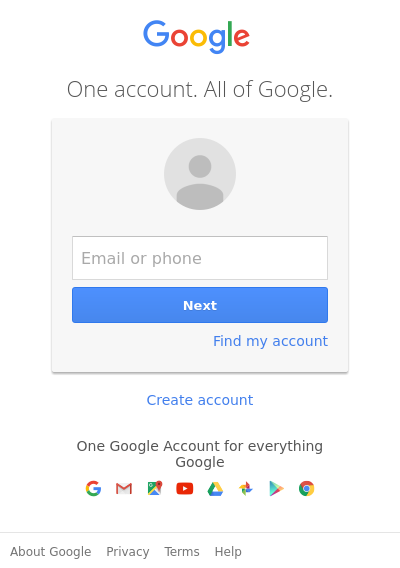 Google
One account. All of Google.
Email or phone
Next
Find my account
Create account
One Google Account for everything
Google
About Google Privacy Terms Help